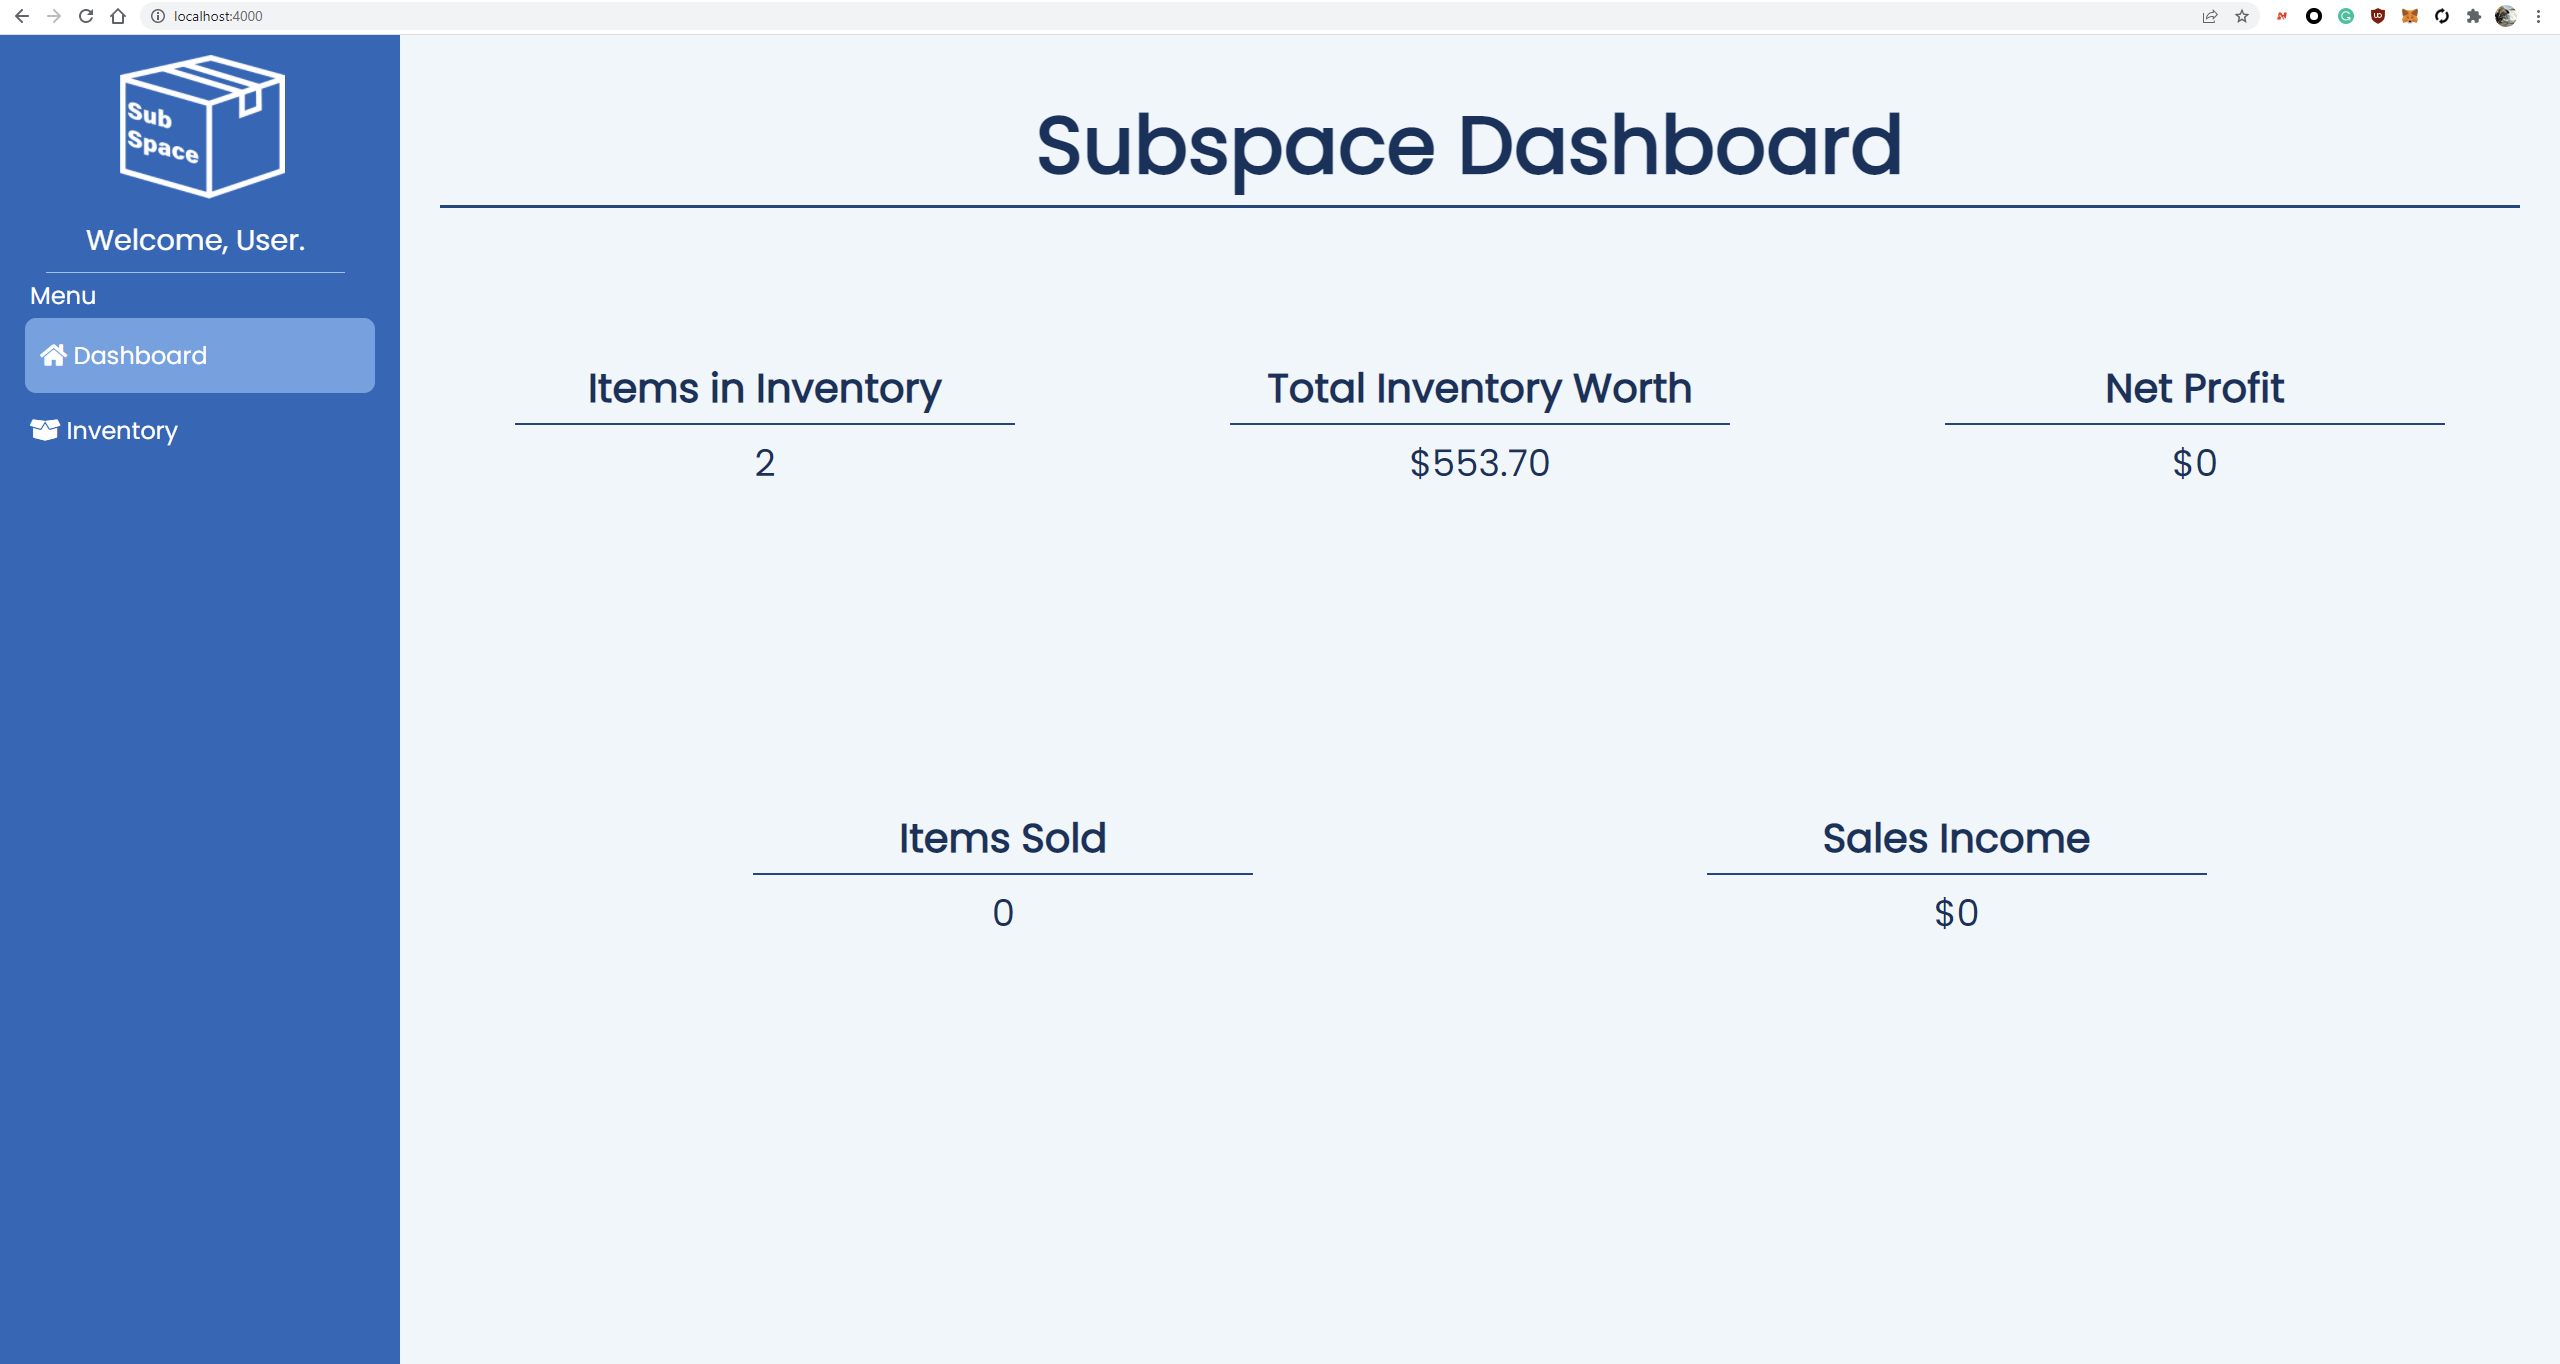 localhost:4000
Sub
Space
Welcome, User.
Menu
Dashboard
Inventory
Subspace Dashboard
Items in Inventory
2
Total Inventory Worth
$553.70
Net Profit
$0
Items Sold
0
Sales Income
$0